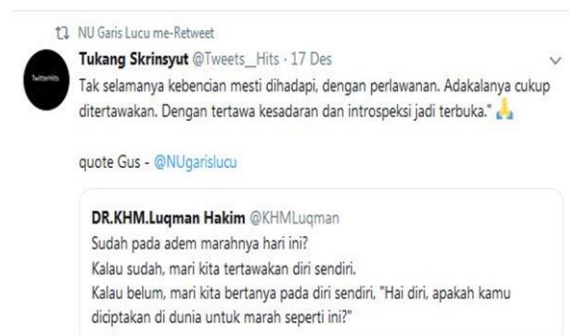 NU Garis Lucu me-Retweet
Tukang Skrinsyut @Tweets__Hits · 17 Des
TwitterHits
Tak selamanya kebencian mesti dihadapi, dengan perlawanan. Adakalanya cukup
ditertawakan. Dengan tertawa kesadaran dan introspeksi jadi terbuka." 🙏
quote Gus - @NUgarislucu
DR.KHM.Luqman Hakim @KHMLuqman
Sudah pada adem marahnya hari ini?
Kalau sudah, mari kita tertawakan diri sendiri.
Kalau belum, mari kita bertanya pada diri sendiri, "Hai diri, apakah kamu
diciptakan di dunia untuk marah seperti ini?"